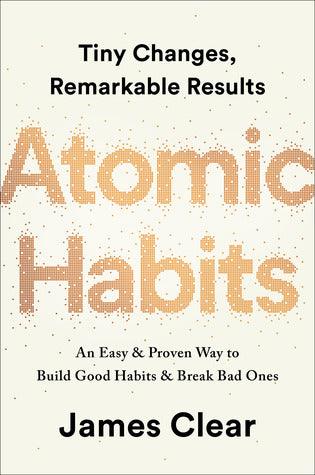 Tiny Changes,
Remarkable Results
Atomic
Habits
An Easy & Proven Way to
Build Good Habits & Break Bad Ones
James Clear